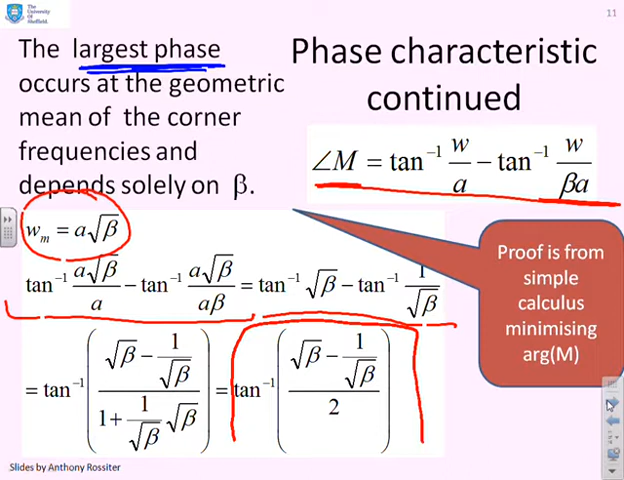 The University Of Sheffield.
11
The largest phase
occurs at the geometric
mean of the corner
frequencies and
depends solely on β.
Phase characteristic
continued
∠M = tan⁻¹ w/a − tan⁻¹ w/βa
w_m = a√β
tan⁻¹ a√β/a − tan⁻¹ a√β/aβ = tan⁻¹ √β − tan⁻¹ 1/√β
= tan⁻¹ ((√β − 1/√β)/(1 + 1/√β √β)) = tan⁻¹ ((√β − 1/√β)/2)
Proof is from
simple
calculus
minimising
arg(M)
Slides by Anthony Rossiter